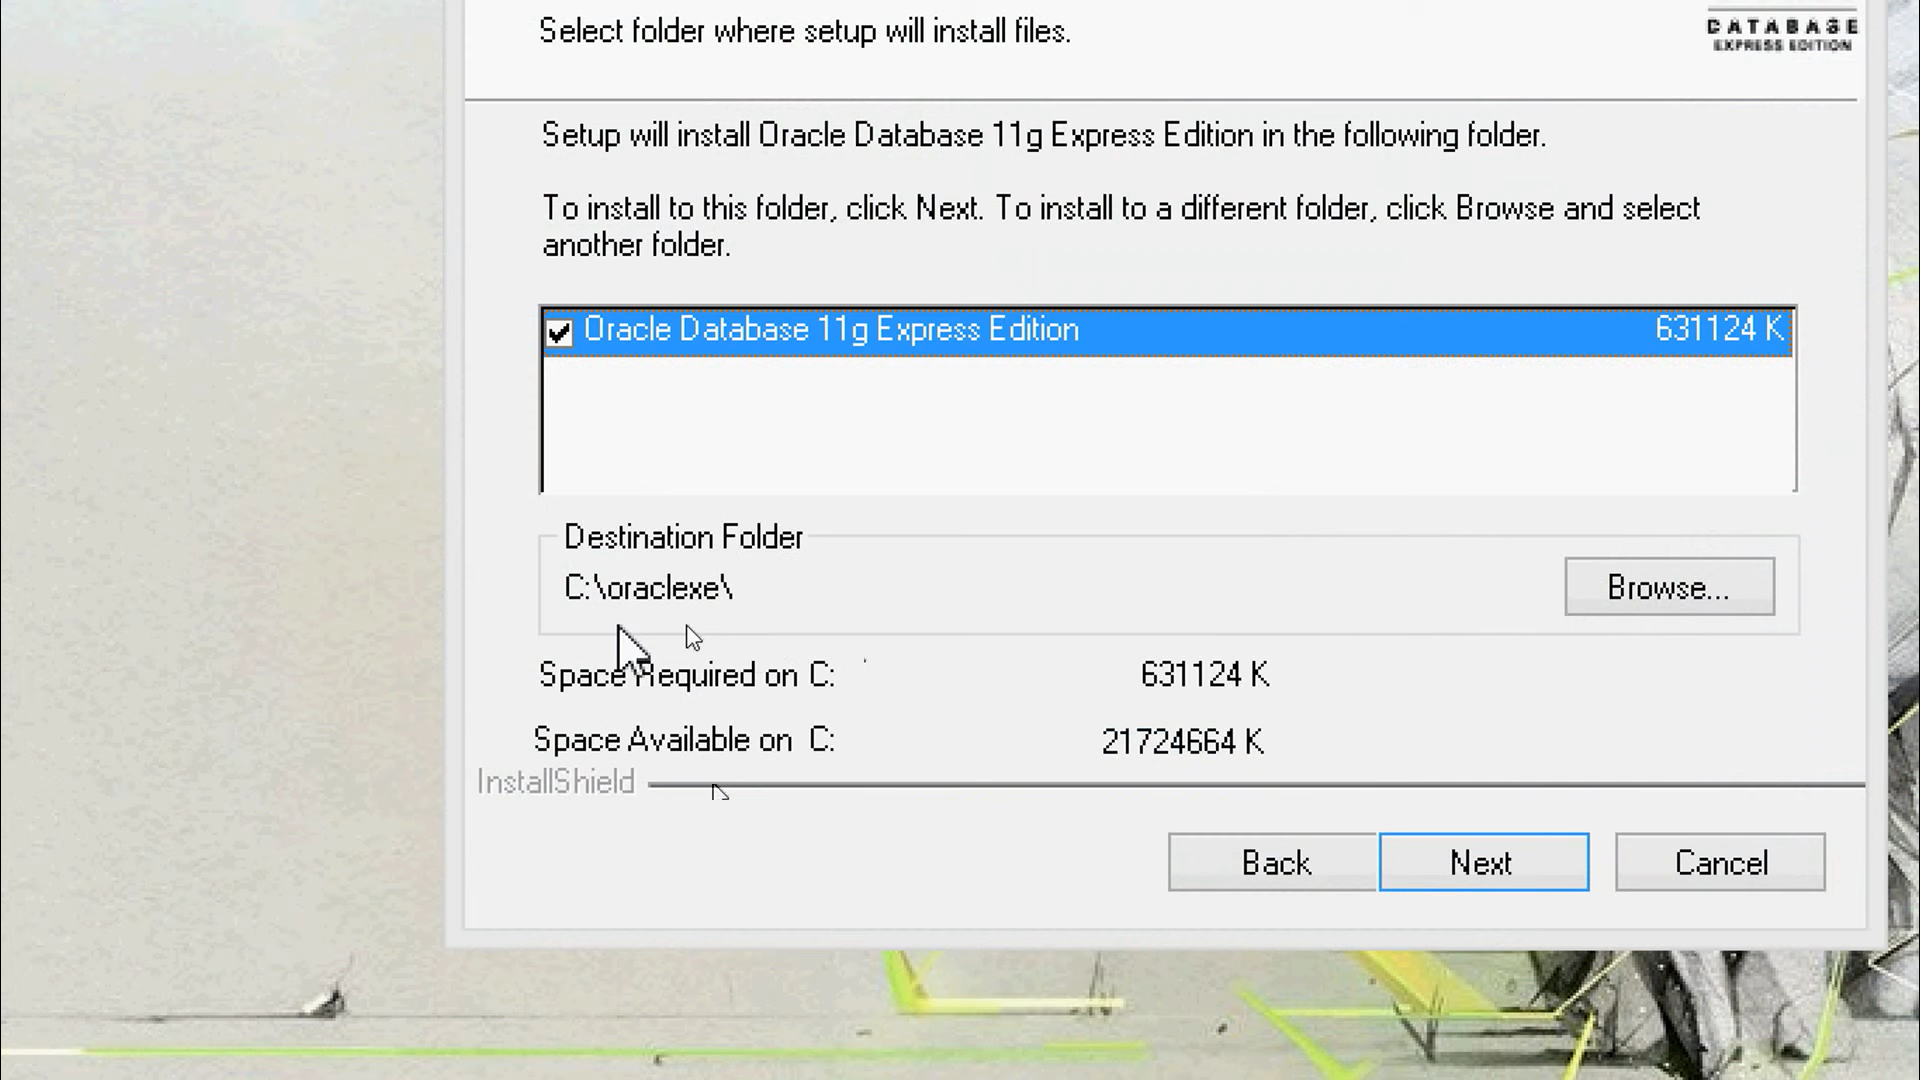 Select folder where setup will install files.
DATABASE
EXPRESS EDITION
Setup will install Oracle Database 11g Express Edition in the following folder.
To install to this folder, click Next. To install to a different folder, click Browse and select
another folder.
Oracle Database 11g Express Edition 631124 K
Destination Folder
C:\oraclexe\
Browse...
Space Required on C: 631124 K
Space Available on C: 21724664 K
InstallShield
Back Next Cancel